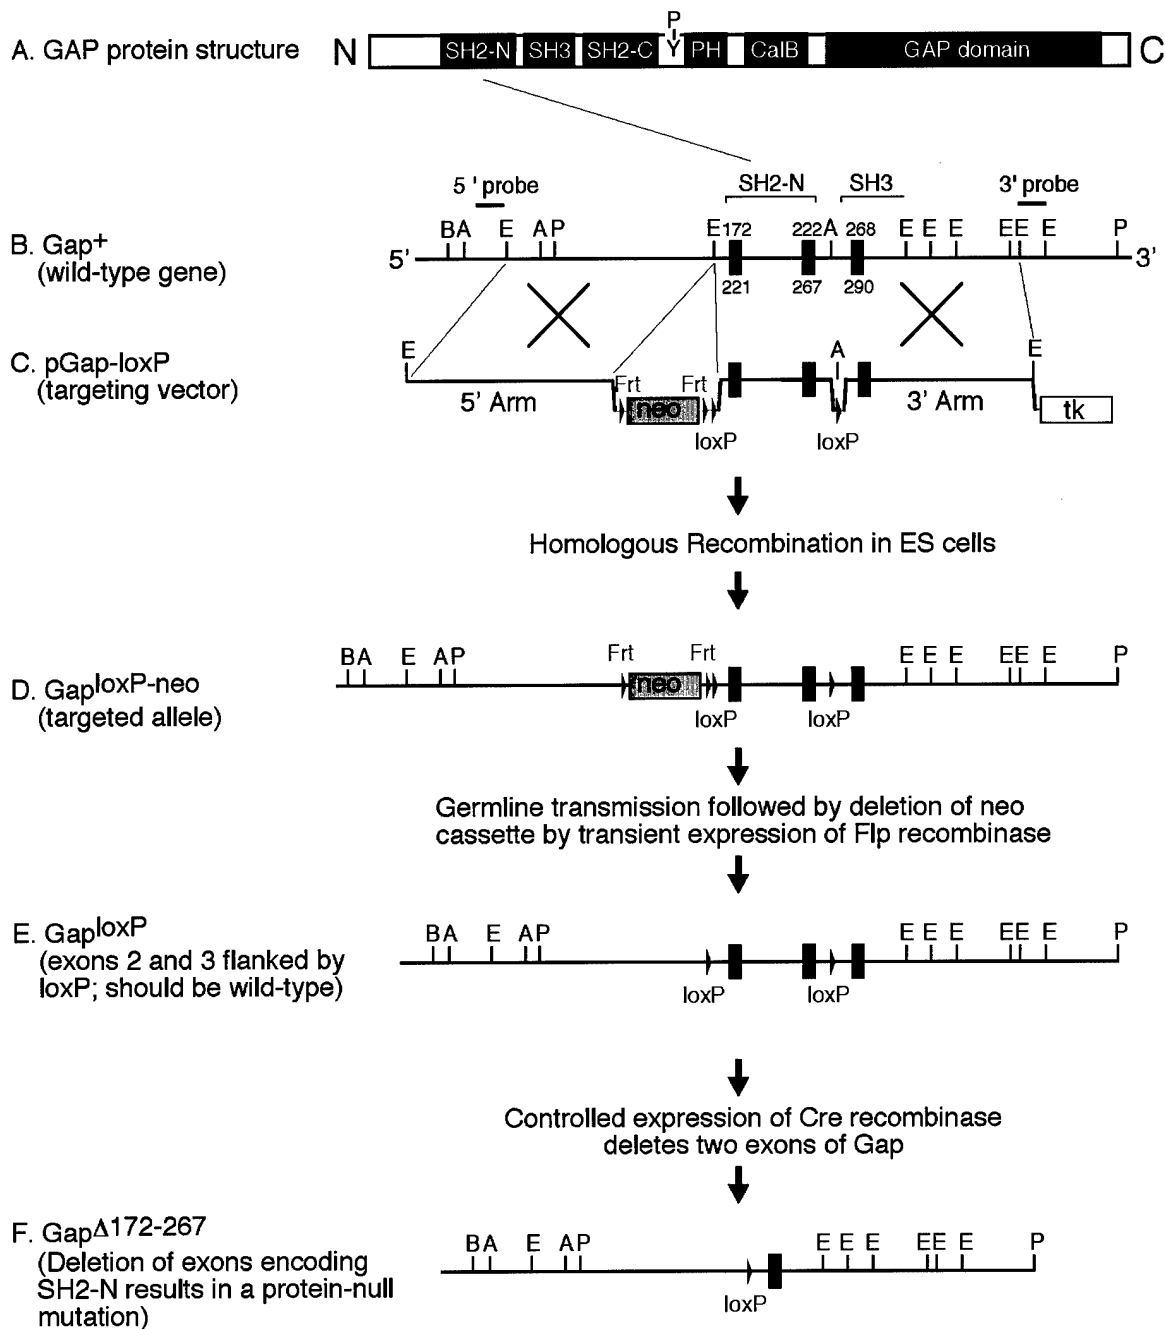 P
A. GAP protein structure N SH2-N SH3 SH2-C Y PH CalB GAP domain C
SH2-N SH3
5 ' probe 3' probe
B A E A P E 172 222 A 268 E E E E E E P
B. Gap+
(wild-type gene)
5' 3'
221 267 290
C. pGap-loxP
(targeting vector)
E A E
Frt Frt
5' Arm neo 3' Arm tk
loxP loxP
Homologous Recombination in ES cells
B A E A P Frt Frt E E E E E E P
D. GaploxP-neo
(targeted allele)
neo
loxP loxP
Germline transmission followed by deletion of neo
cassette by transient expression of Flp recombinase
E. GaploxP
(exons 2 and 3 flanked by
loxP; should be wild-type)
B A E A P E E E E E E P
loxP loxP
Controlled expression of Cre recombinase
deletes two exons of Gap
F. GapΔ172-267
(Deletion of exons encoding
SH2-N results in a protein-null
mutation)
B A E A P E E E E E E P
loxP